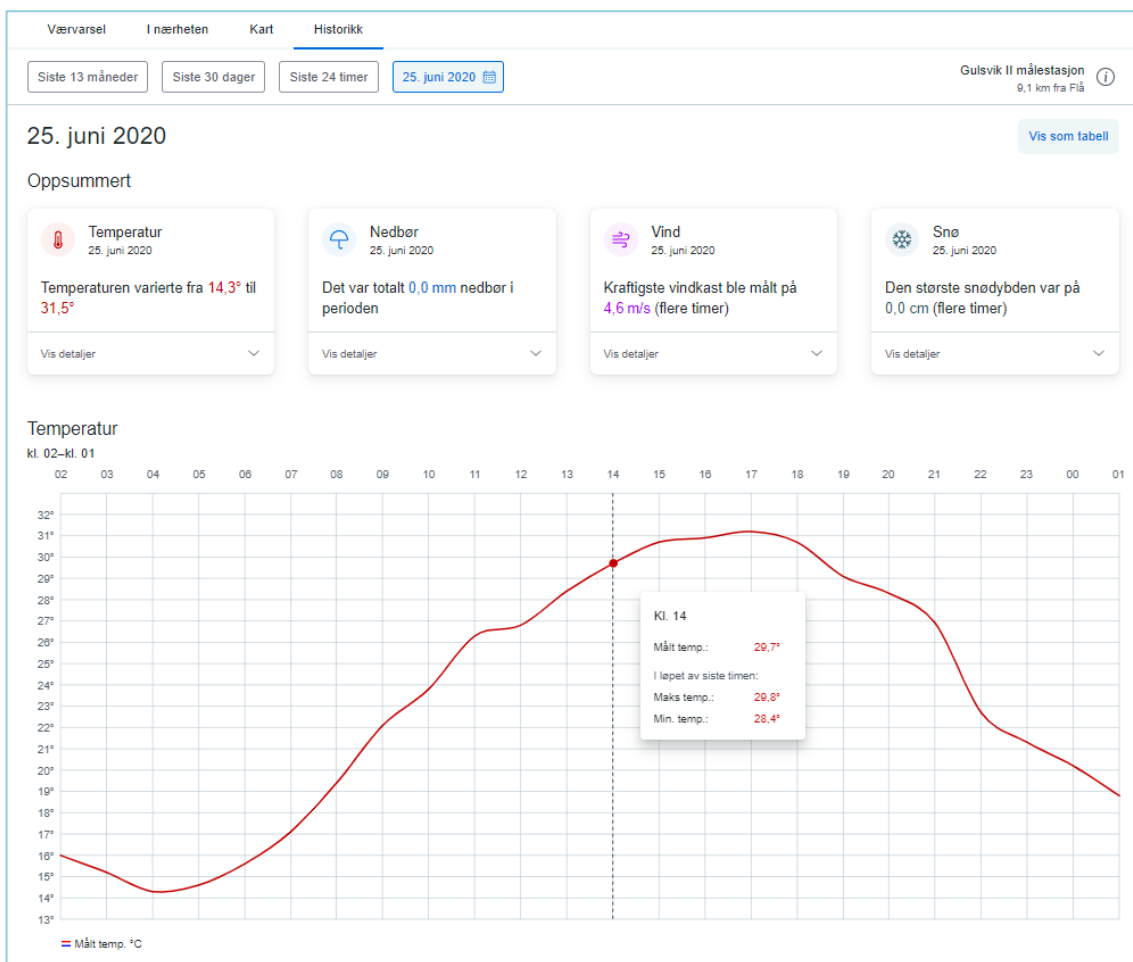 Værvarsel I nærheten Kart Historikk
Siste 13 måneder Siste 30 dager Siste 24 timer 25. juni 2020
Gulsvik II målestasjon
9,1 km fra Flå
25. juni 2020
Vis som tabell
Oppsummert
Temperatur
25. juni 2020
Temperaturen varierte fra 14,3° til
31,5°
Vis detaljer
Nedbør
25. juni 2020
Det var totalt 0,0 mm nedbør i
perioden
Vis detaljer
Vind
25. juni 2020
Kraftigste vindkast ble målt på
4,6 m/s (flere timer)
Vis detaljer
Snø
25. juni 2020
Den største snødybden var på
0,0 cm (flere timer)
Vis detaljer
Temperatur
kl. 02–kl. 01
02 03 04 05 06 07 08 09 10 11 12 13 14 15 16 17 18 19 20 21 22 23 00 01
32°
31°
30°
29°
28°
27°
26°
25°
24°
23°
22°
21°
20°
19°
18°
17°
16°
15°
14°
13°
Kl. 14
Målt temp.: 29,7°
I løpet av siste timen:
Maks temp.: 29,8°
Min. temp.: 28,4°
Målt temp. °C